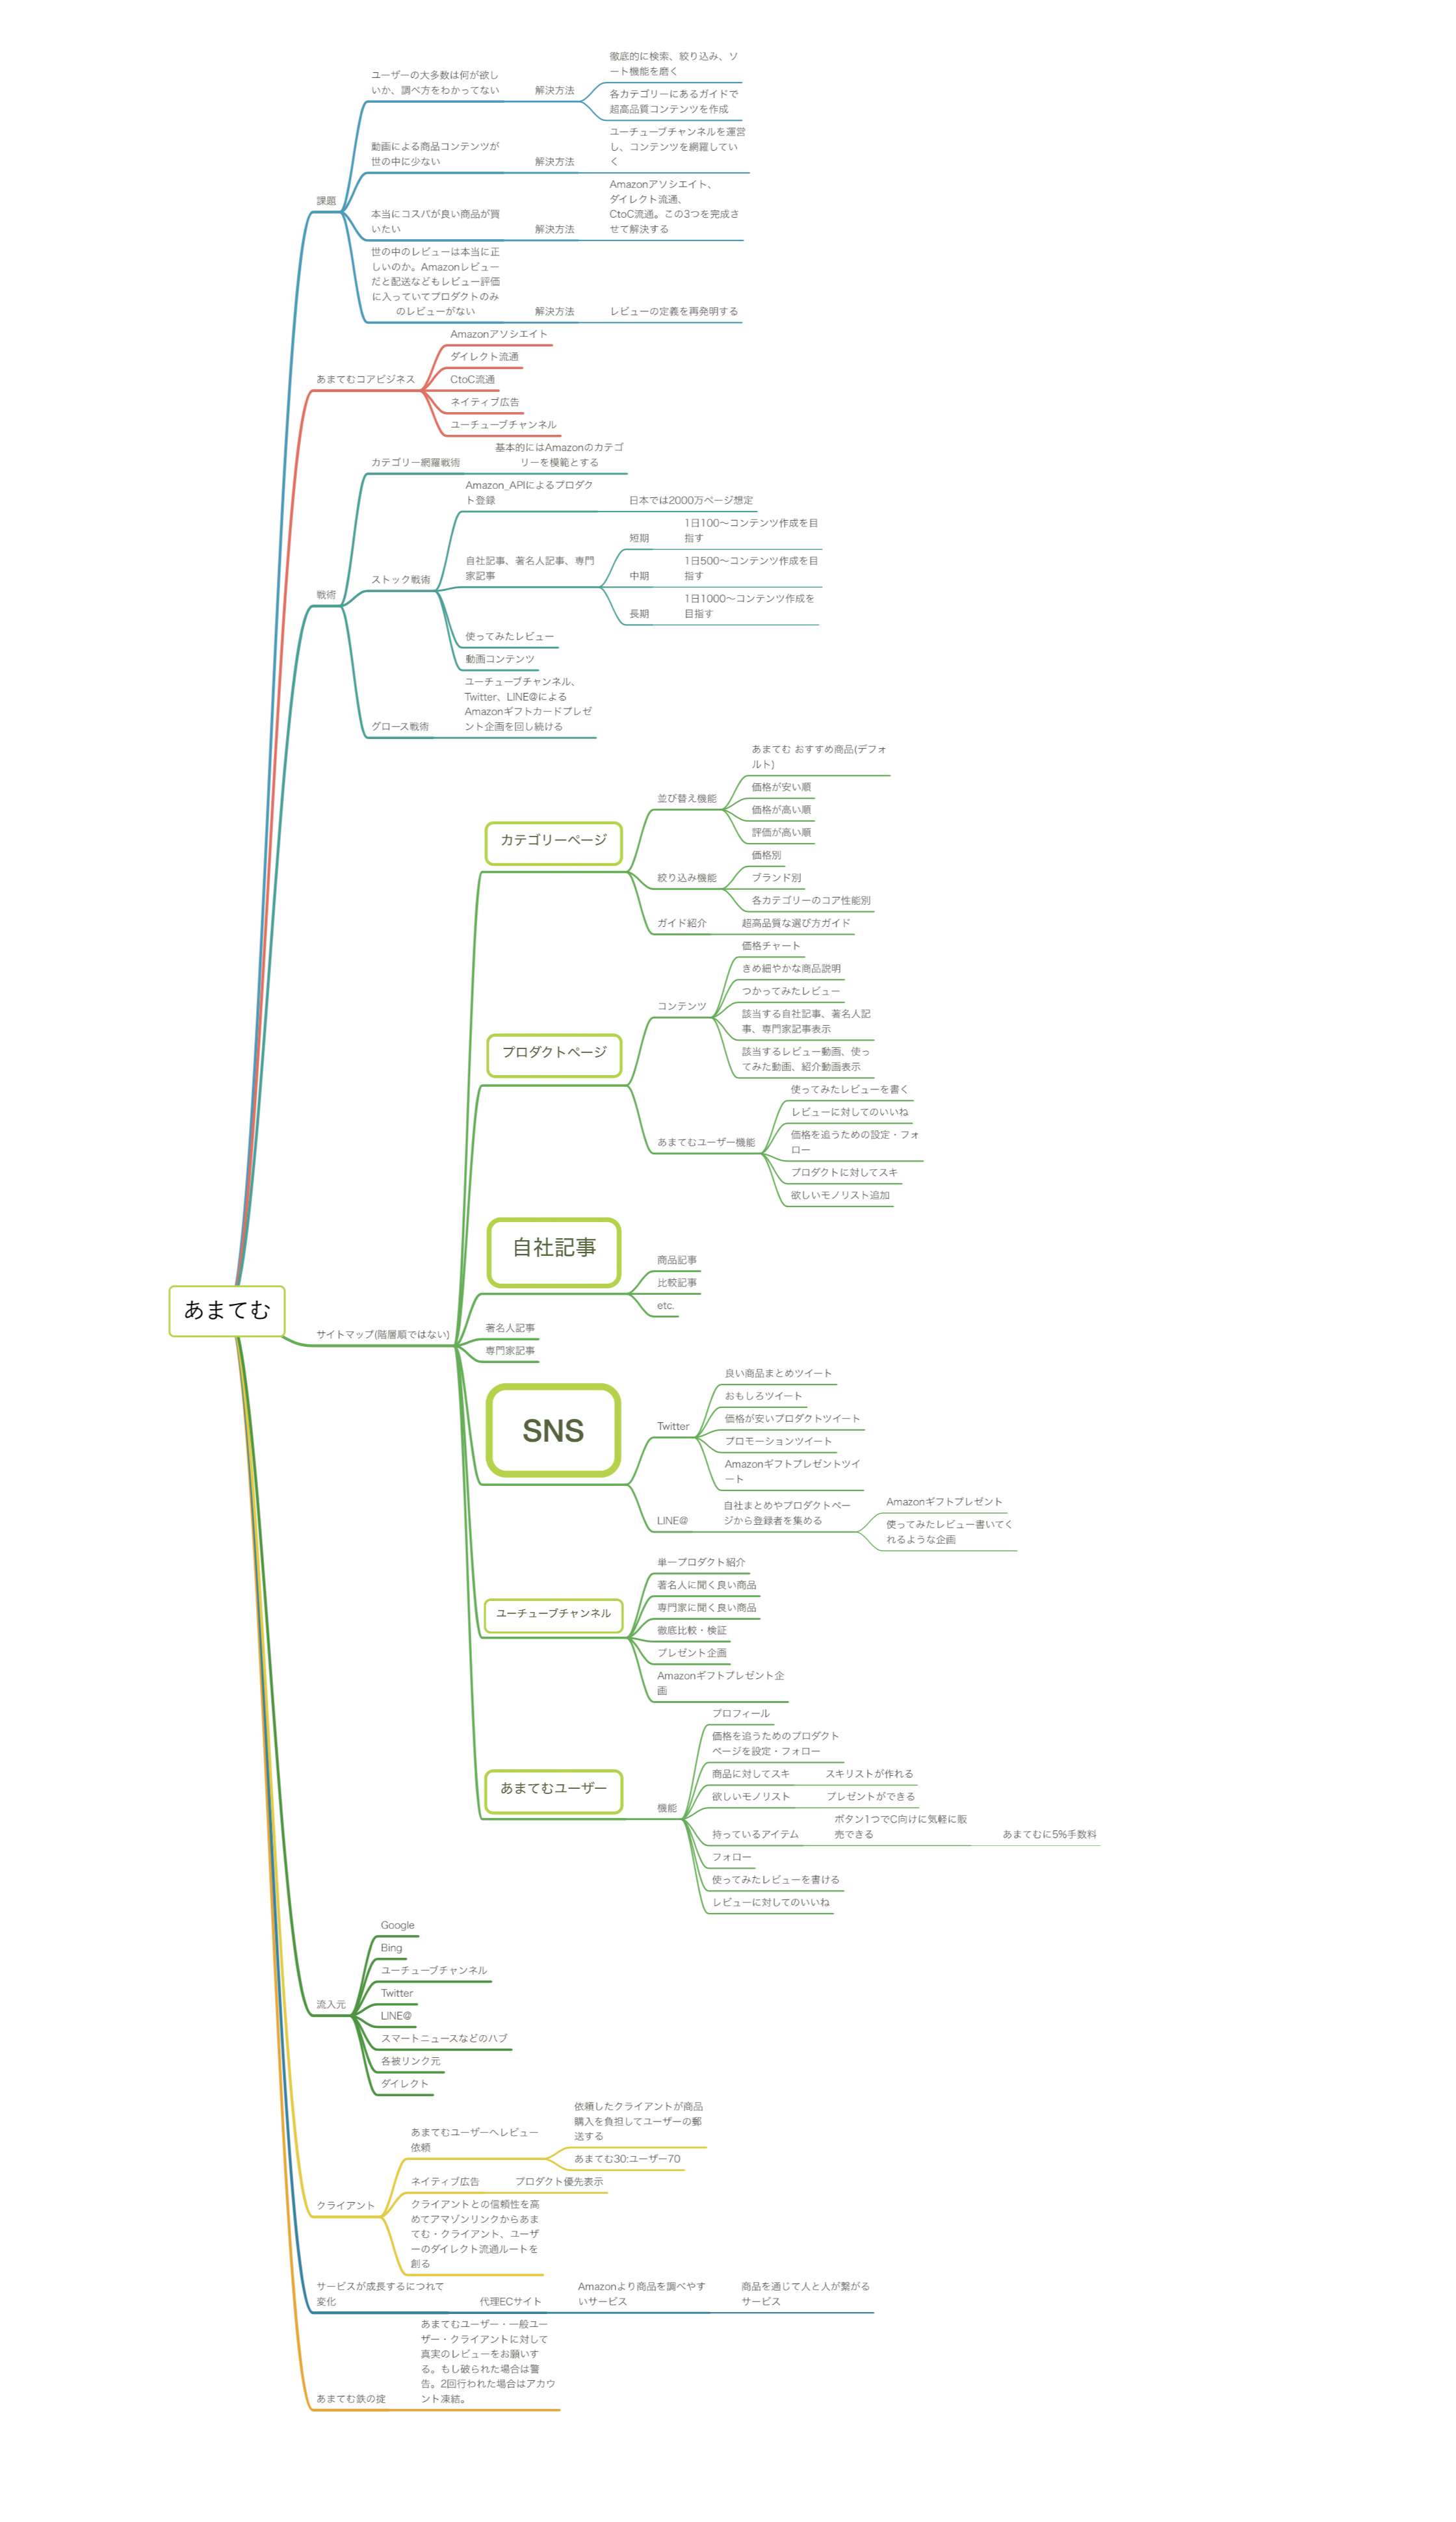 ユーザーの大多数は何が欲し
いか、調べ方をわかってない
解決方法
徹底的に検索、絞り込み、ソ
ート機能を磨く
各カテゴリーにあるガイドで
超高品質コンテンツを作成
動画による商品コンテンツが
世の中に少ない
解決方法
ユーチューブチャンネルを運営
し、コンテンツを網羅してい
く
課題
本当にコスパが良い商品が買
いたい
解決方法
Amazonアソシエイト、
ダイレクト流通、
CtoC流通。この3つを完成さ
せて解決する
世の中のレビューは本当に正
しいのか。Amazonレビュー
だと配送などもレビュー評価
に入っていてプロダクトのみ
のレビューがない
解決方法
レビューの定義を再発明する
あまてむコアビジネス
Amazonアソシエイト
ダイレクト流通
CtoC流通
ネイティブ広告
ユーチューブチャンネル
戦術
カテゴリー網羅戦術
基本的にはAmazonのカテゴ
リーを模範とする
ストック戦術
Amazon_APIによるプロダク
ト登録
日本では2000万ページ想定
自社記事、著名人記事、専門
家記事
短期
1日100〜コンテンツ作成を目
指す
中期
1日500〜コンテンツ作成を目
指す
長期
1日1000〜コンテンツ作成を
目指す
使ってみたレビュー
動画コンテンツ
グロース戦術
ユーチューブチャンネル、
Twitter、LINE@による
Amazonギフトカードプレゼ
ント企画を回し続ける
あまてむ
サイトマップ(階層順ではない)
カテゴリーページ
並び替え機能
あまてむ おすすめ商品(デフォ
ルト)
価格が安い順
価格が高い順
評価が高い順
絞り込み機能
価格別
ブランド別
各カテゴリーのコア性能別
ガイド紹介
超高品質な選び方ガイド
プロダクトページ
コンテンツ
価格チャート
きめ細やかな商品説明
つかってみたレビュー
該当する自社記事、著名人記
事、専門家記事表示
該当するレビュー動画、使っ
てみた動画、紹介動画表示
あまてむユーザー機能
使ってみたレビューを書く
レビューに対してのいいね
価格を追うための設定・フォ
ロー
プロダクトに対してスキ
欲しいモノリスト追加
自社記事
商品記事
比較記事
etc.
著名人記事
専門家記事
SNS
Twitter
良い商品まとめツイート
おもしろツイート
価格が安いプロダクトツイート
プロモーションツイート
Amazonギフトプレゼントツイ
ート
LINE@
自社まとめやプロダクトペー
ジから登録者を集める
Amazonギフトプレゼント
使ってみたレビュー書いてく
れるような企画
ユーチューブチャンネル
単一プロダクト紹介
著名人に聞く良い商品
専門家に聞く良い商品
徹底比較・検証
プレゼント企画
Amazonギフトプレゼント企
画
あまてむユーザー
機能
プロフィール
価格を追うためのプロダクト
ページを設定・フォロー
商品に対してスキ
スキリストが作れる
欲しいモノリスト
プレゼントができる
持っているアイテム
ボタン1つでC向けに気軽に販
売できる
あまてむに5%手数料
フォロー
使ってみたレビューを書ける
レビューに対してのいいね
流入元
Google
Bing
ユーチューブチャンネル
Twitter
LINE@
スマートニュースなどのハブ
各被リンク元
ダイレクト
クライアント
あまてむユーザーへレビュー
依頼
依頼したクライアントが商品
購入を負担してユーザーの郵
送する
あまてむ30:ユーザー70
ネイティブ広告
プロダクト優先表示
クライアントとの信頼性を高
めてアマゾンリンクからあま
てむ・クライアント、ユーザ
ーのダイレクト流通ルートを
創る
サービスが成長するにつれて
変化
代理ECサイト
Amazonより商品を調べやす
いサービス
商品を通じて人と人が繋がる
サービス
あまてむ鉄の掟
あまてむユーザー・一般ユー
ザー・クライアントに対して
真実のレビューをお願いす
る。もし破られた場合は警
告。2回行われた場合はアカウ
ント凍結。